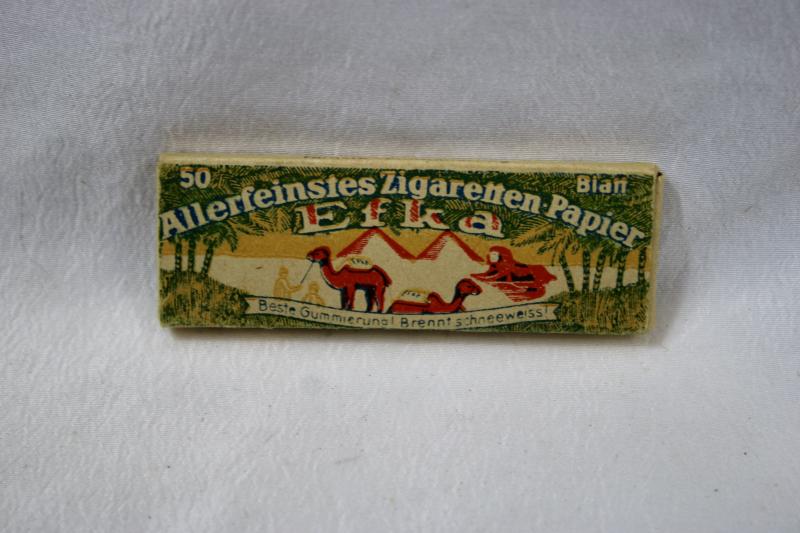 50 Blatt
Allerfeinstes Zigaretten Papier
Efka
Beste Gummierung! Brennt schneeweiss!